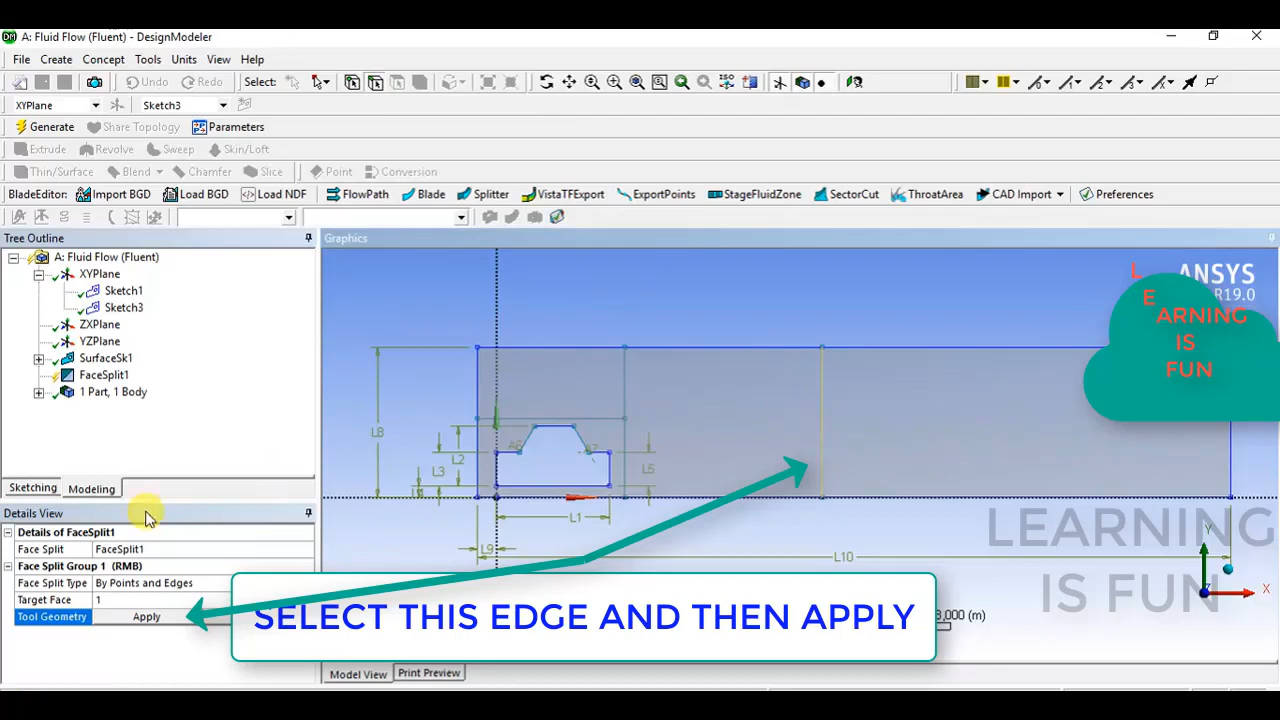 A: Fluid Flow (Fluent) - DesignModeler
File Create Concept Tools Units View Help
Undo Redo Select: ISO
XYPlane Sketch3
Generate Share Topology Parameters
Extrude Revolve Sweep Skin/Loft
Thin/Surface Blend Chamfer Slice Point Conversion
BladeEditor: Import BGD Load BGD Load NDF FlowPath Blade Splitter VistaTFExport ExportPoints StageFluidZone SectorCut ThroatArea CAD Import Preferences
Tree Outline
A: Fluid Flow (Fluent)
XYPlane
Sketch1
Sketch3
ZXPlane
YZPlane
SurfaceSk1
FaceSplit1
1 Part, 1 Body
Sketching Modeling
Details View
Details of FaceSplit1
Face Split FaceSplit1
Face Split Group 1 (RMB)
Face Split Type By Points and Edges
Target Face 1
Tool Geometry Apply
Graphics
ANSYS
R19.0
L
E
ARNING
IS
FUN
L8
L3
L2
A6
A7
L5
L1
L9
L10
LEARNING
IS FUN
Y
X
SELECT THIS EDGE AND THEN APPLY
8,000 (m)
Model View Print Preview